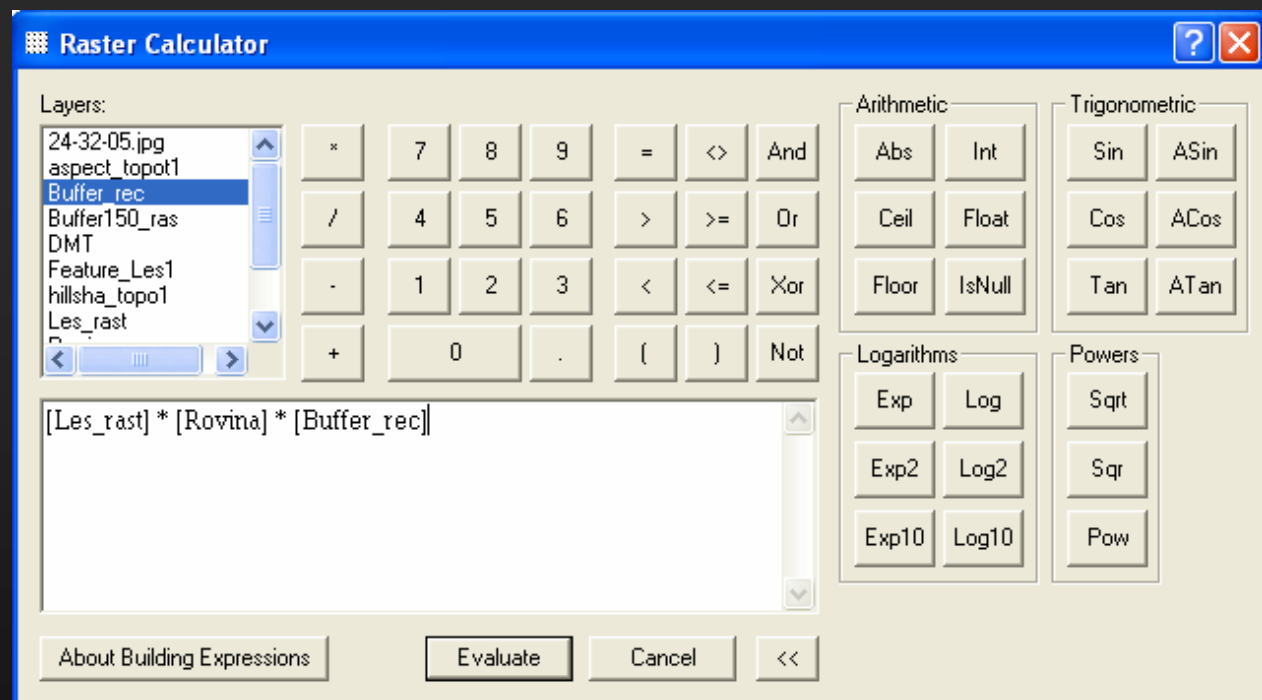 Raster Calculator
Layers:
24-32-05.jpg
aspect_topot1
Buffer_rec
Buffer150_ras
DMT
Feature_Les1
hillsha_topo1
Les_rast
* 7 8 9 = <> And
/ 4 5 6 > >= Or
- 1 2 3 < <= Xor
+ 0 . ( ) Not
Arithmetic
Abs Int
Ceil Float
Floor IsNull
Trigonometric
Sin ASin
Cos ACos
Tan ATan
Logarithms
Exp Log
Exp2 Log2
Exp10 Log10
Powers
Sqrt
Sqr
Pow
[Les_rast] * [Rovina] * [Buffer_rec]
About Building Expressions Evaluate Cancel <<